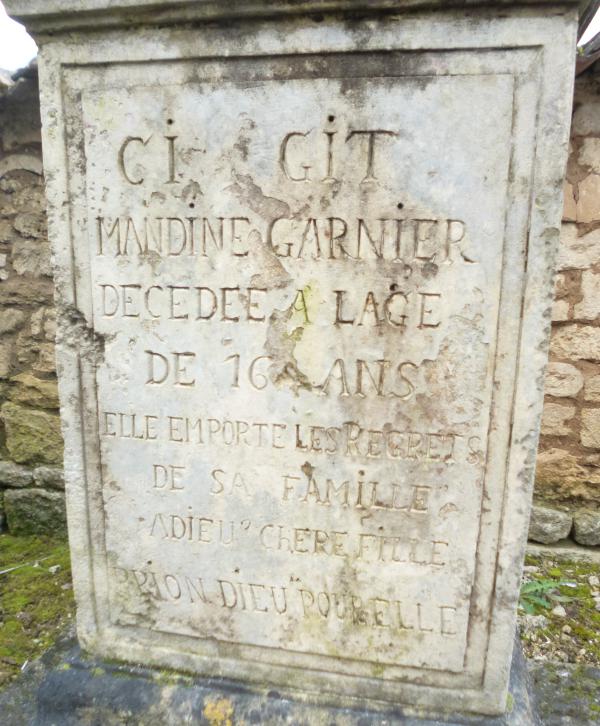 CI GIT
MANDINE GARNIER
DECEDEE A LAGE
DE 16 ANS
ELLE EMPORTE LES REGRETS
DE SA FAMILLE
ADIEU CHERE FILLE
PRION DIEU POUR ELLE